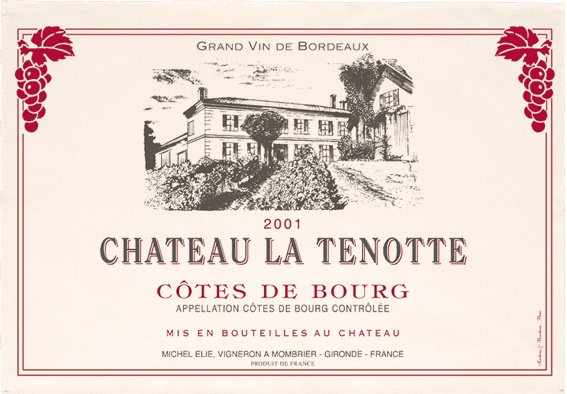 GRAND VIN DE BORDEAUX
2001
CHATEAU LA TENOTTE
CÔTES DE BOURG
APPELLATION CÔTES DE BOURG CONTRÔLÉE
MIS EN BOUTEILLES AU CHATEAU
MICHEL ELIE, VIGNERON A MOMBRIER - GIRONDE - FRANCE
PRODUIT DE FRANCE